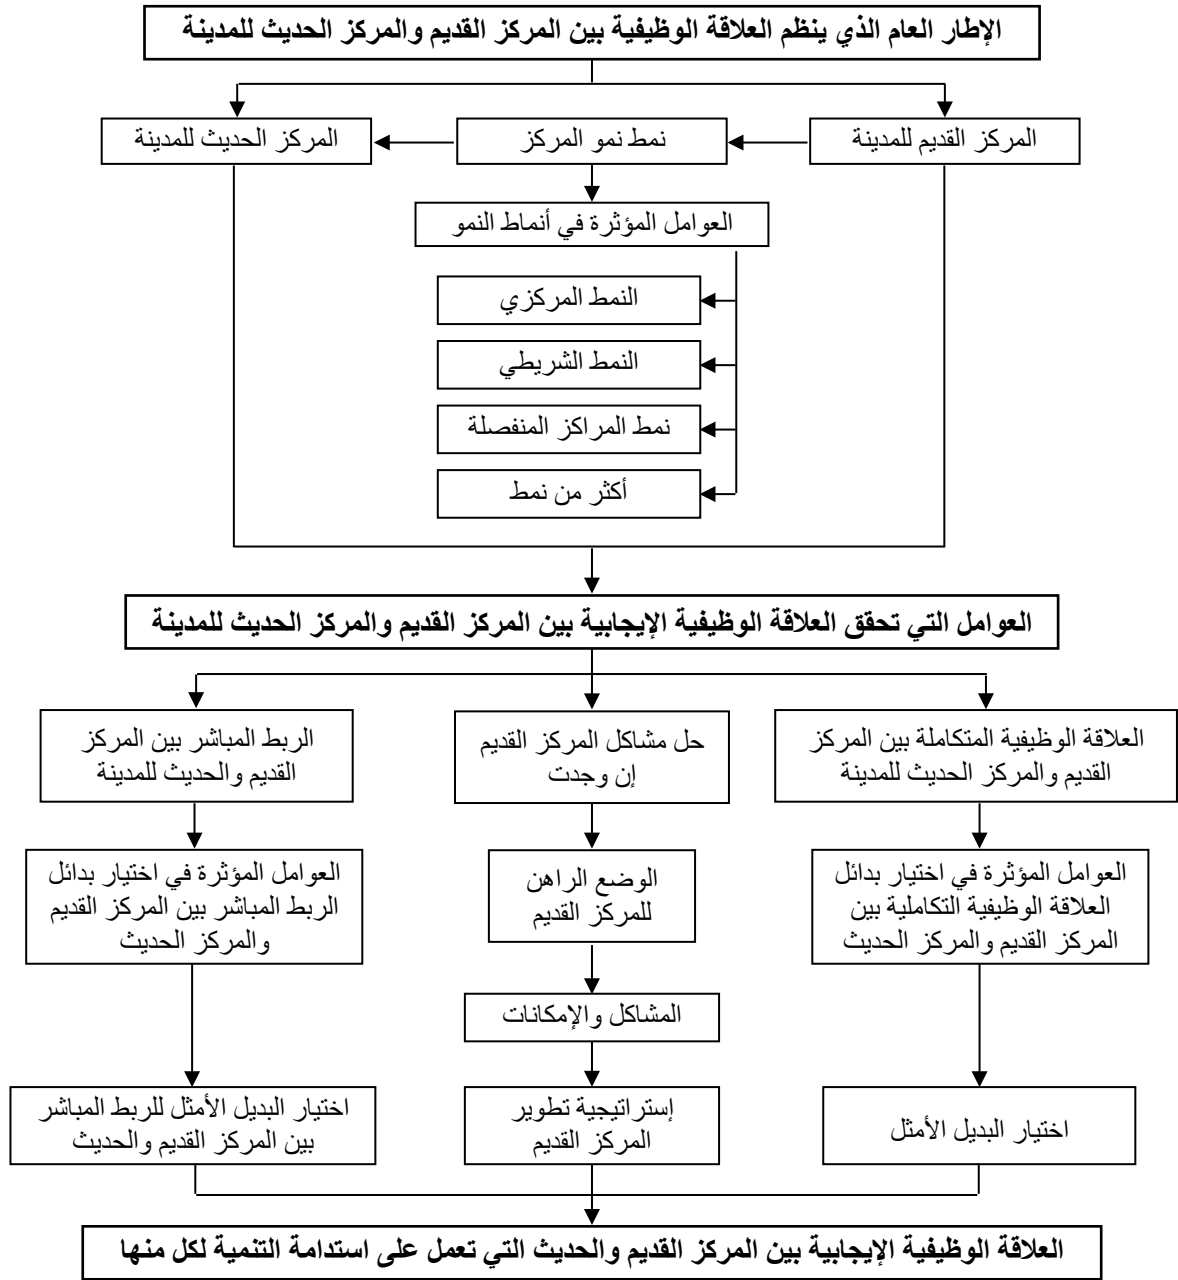 الإطار العام الذي ينظم العلاقة الوظيفية بين المركز القديم والمركز الحديث للمدينة
المركز القديم للمدينة
نمط نمو المركز
المركز الحديث للمدينة
العوامل المؤثرة في أنماط النمو
النمط المركزي
النمط الشريطي
نمط المراكز المنفصلة
أكثر من نمط
العوامل التي تحقق العلاقة الوظيفية الإيجابية بين المركز القديم والمركز الحديث للمدينة
العلاقة الوظيفية المتكاملة بين المركز
القديم والمركز الحديث للمدينة
حل مشاكل المركز القديم
إن وجدت
الربط المباشر بين المركز
القديم والحديث للمدينة
العوامل المؤثرة في اختيار بدائل
العلاقة الوظيفية التكاملية بين
المركز القديم والمركز الحديث
الوضع الراهن
للمركز القديم
العوامل المؤثرة في اختيار بدائل
الربط المباشر بين المركز القديم
والمركز الحديث
المشاكل والإمكانات
اختيار البديل الأمثل
إستراتيجية تطوير
المركز القديم
اختيار البديل الأمثل للربط المباشر
بين المركز القديم والحديث
العلاقة الوظيفية الإيجابية بين المركز القديم والحديث التي تعمل على استدامة التنمية لكل منها